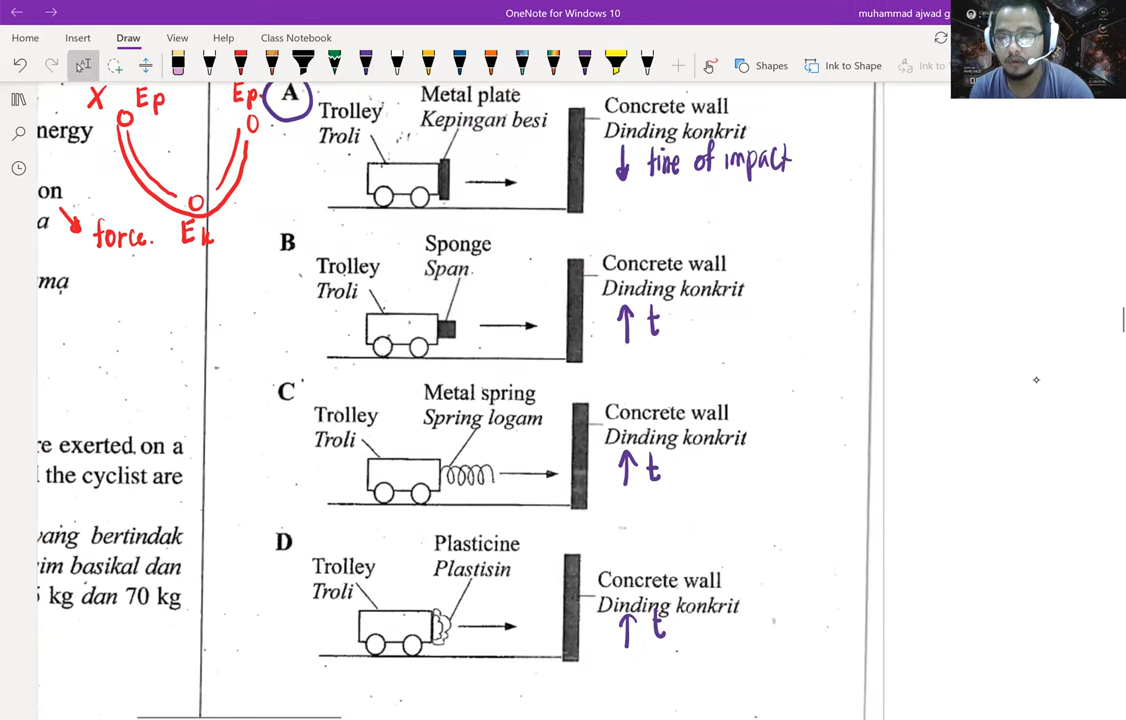 OneNote for Windows 10
muhammad ajwad g
Home Insert Draw View Help Class Notebook
Shapes Ink to Shape Ink to
X Ep Ep A
nergy
on
a
force. Ek
ma
re exerted on a
the cyclist are
yang bertindak
im basikal dan
kg dan 70 kg
Trolley
Troli
Metal plate
Kepingan besi
Concrete wall
Dinding konkrit
↓ time of impact
B
Trolley
Troli
Sponge
Span
Concrete wall
Dinding konkrit
↑ t
C
Trolley
Troli
Metal spring
Spring logam
Concrete wall
Dinding konkrit
↑ t
D
Trolley
Troli
Plasticine
Plastisin
Concrete wall
Dinding konkrit
↑ t